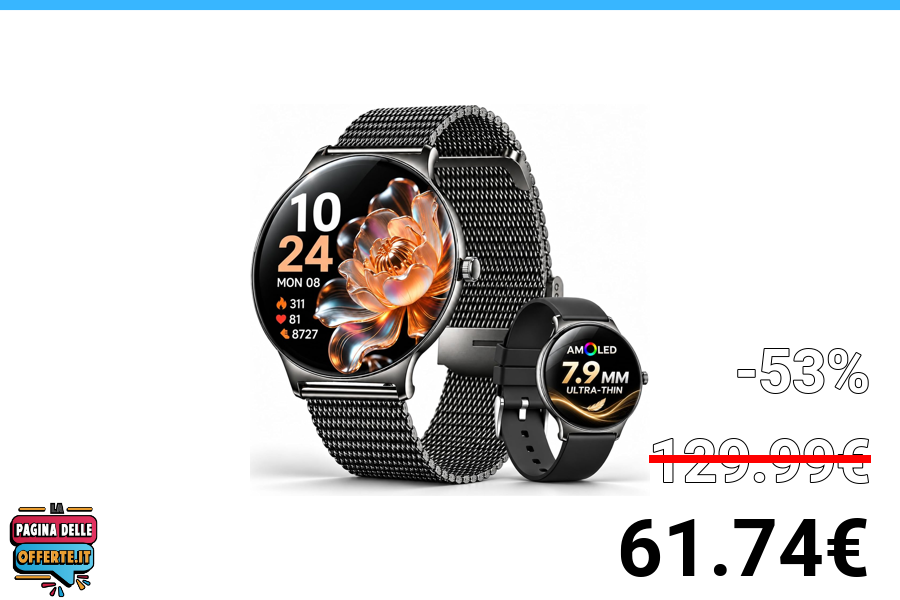 10
24
MON 08
311
81
8727
AMOLED
7.9 MM
ULTRA-THIN
-53%
129.99€
61.74€
LA
PAGINA DELLE
OFFERTE.IT